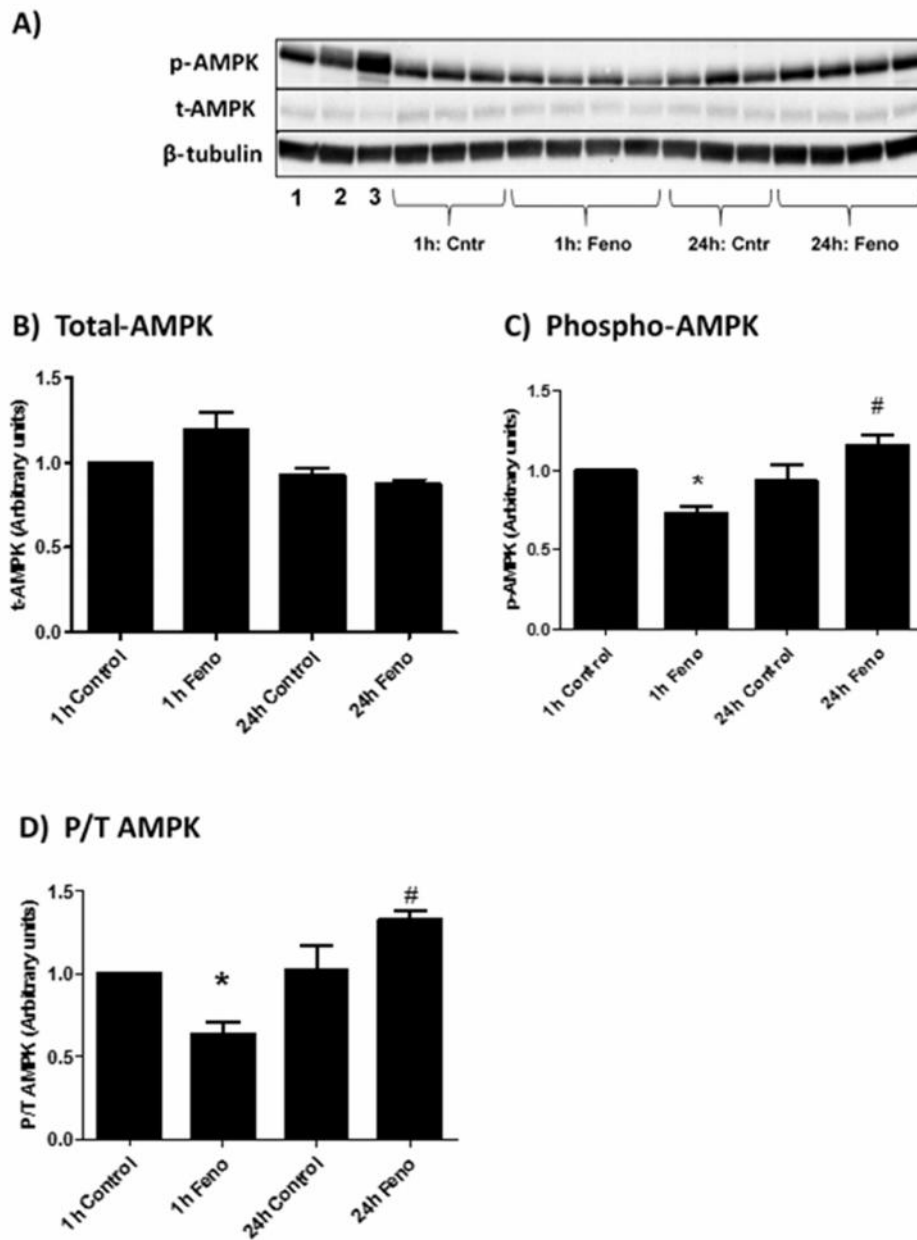 A)
p-AMPK
t-AMPK
β-tubulin
1 2 3
1h: Cntr 1h: Feno 24h: Cntr 24h: Feno
B) Total-AMPK
t-AMPK (Arbitrary units)
1.5
1.0
0.5
0.0
1h Control
1h Feno
24h Control
24h Feno
C) Phospho-AMPK
p-AMPK (Arbitrary units)
1.5
1.0
0.5
0.0
*
#
1h Control
1h Feno
24h Control
24h Feno
D) P/T AMPK
P/T AMPK (Arbitrary units)
1.5
1.0
0.5
0.0
*
#
1h Control
1h Feno
24h Control
24h Feno